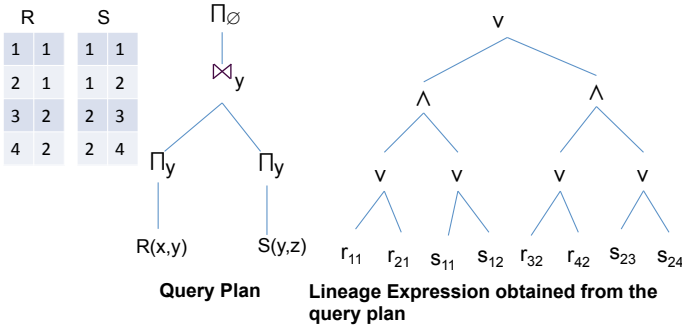 R S
1 1
2 1
3 2
4 2
1 1
1 2
2 3
2 4
Π∅
⋈y
Πy Πy
R(x,y) S(y,z)
Query Plan
∨
∧ ∧
∨ ∨ ∨ ∨
r11 r21 s11 s12 r32 r42 s23 s24
Lineage Expression obtained from the
query plan